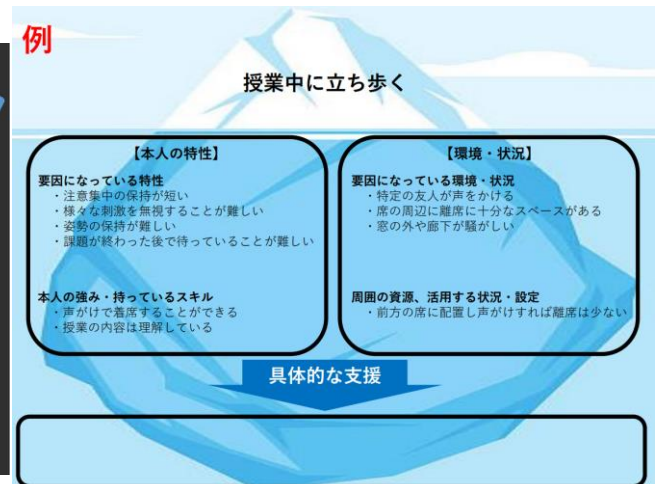 例
授業中に立ち歩く
【本人の特性】
要因になっている特性
・注意集中の保持が短い
・様々な刺激を無視することが難しい
・姿勢の保持が難しい
・課題が終わった後で待っていることが難しい
本人の強み・持っているスキル
・声がけで着席することができる
・授業の内容は理解している
【環境・状況】
要因になっている環境・状況
・特定の友人が声をかける
・席の周辺に離席に十分なスペースがある
・窓の外や廊下が騒がしい
周囲の資源、活用する状況・設定
・前方の席に配置し声がけすれば離席は少ない
具体的な支援